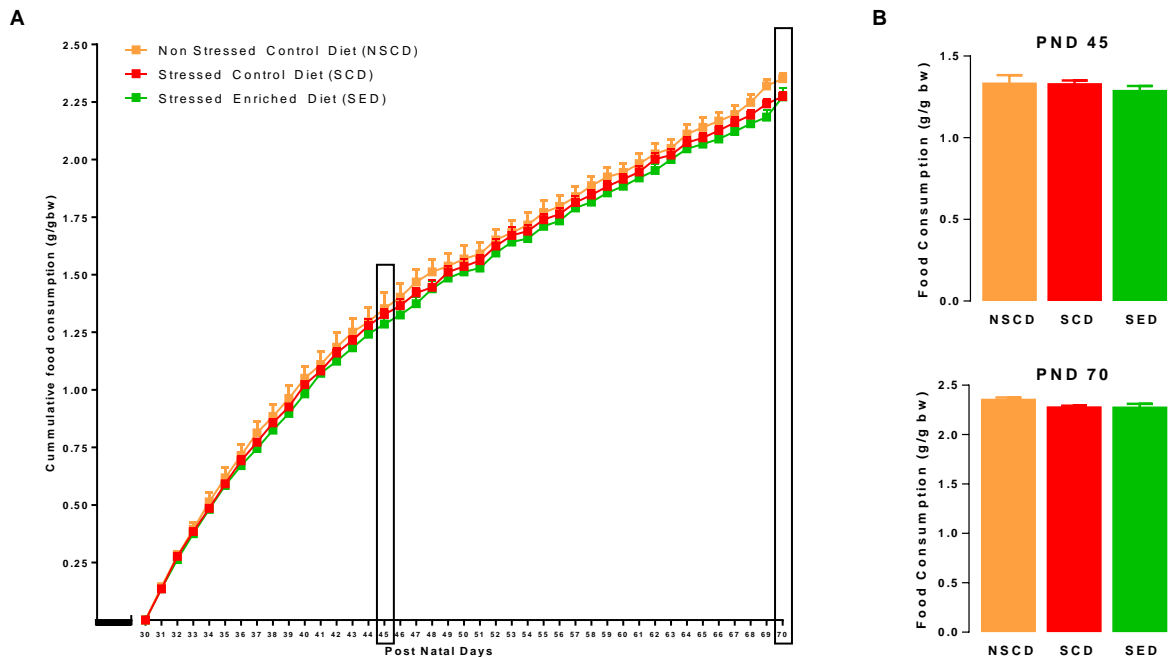 A
Cummulative food consumption (g/gbw)
2.50
2.25
2.00
1.75
1.50
1.25
1.00
0.75
0.50
0.25
Non Stressed Control Diet (NSCD)
Stressed Control Diet (SCD)
Stressed Enriched Diet (SED)
30 31 32 33 34 35 36 37 38 39 40 41 42 43 44 45 46 47 48 49 50 51 52 53 54 55 56 57 58 59 60 61 62 63 64 65 66 67 68 69 70
Post Natal Days
B
PND 45
Food Consumption (g/g bw)
1.5
1.0
0.5
0.0
NSCD SCD SED
PND 70
Food Consumption (g/g bw)
2.5
2.0
1.5
1.0
0.5
0.0
NSCD SCD SED